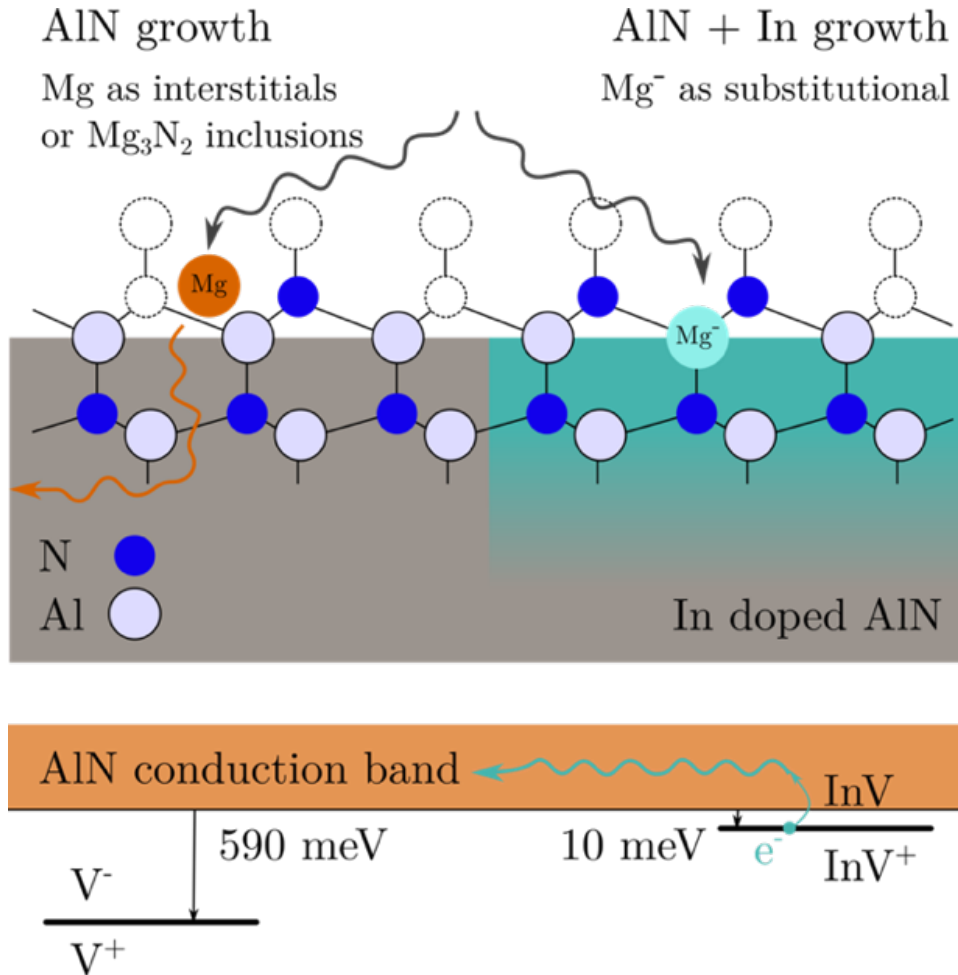 AlN growth
Mg as interstitials
or Mg₃N₂ inclusions
AlN + In growth
Mg⁻ as substitutional
Mg
Mg⁻
N
Al
In doped AlN
AlN conduction band
InV
590 meV
10 meV
e⁻
InV⁺
V⁻
V⁺